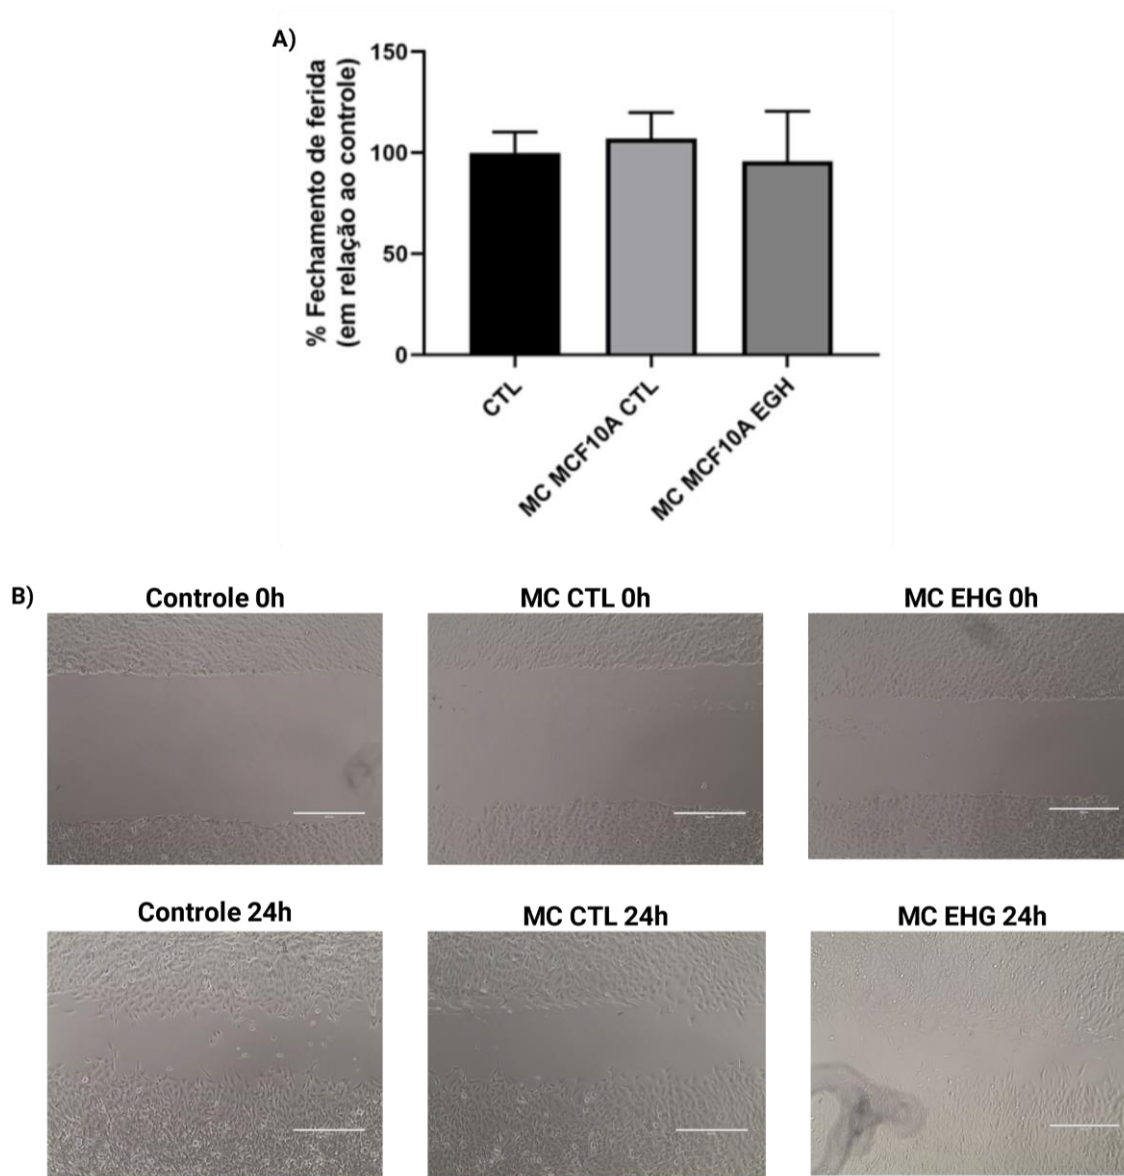 A)
% Fechamento de ferida
(em relação ao controle)
150
100
50
0
CTL
MC MCF10A CTL
MC MCF10A EGH
B)
Controle 0h
MC CTL 0h
MC EHG 0h
Controle 24h
MC CTL 24h
MC EHG 24h